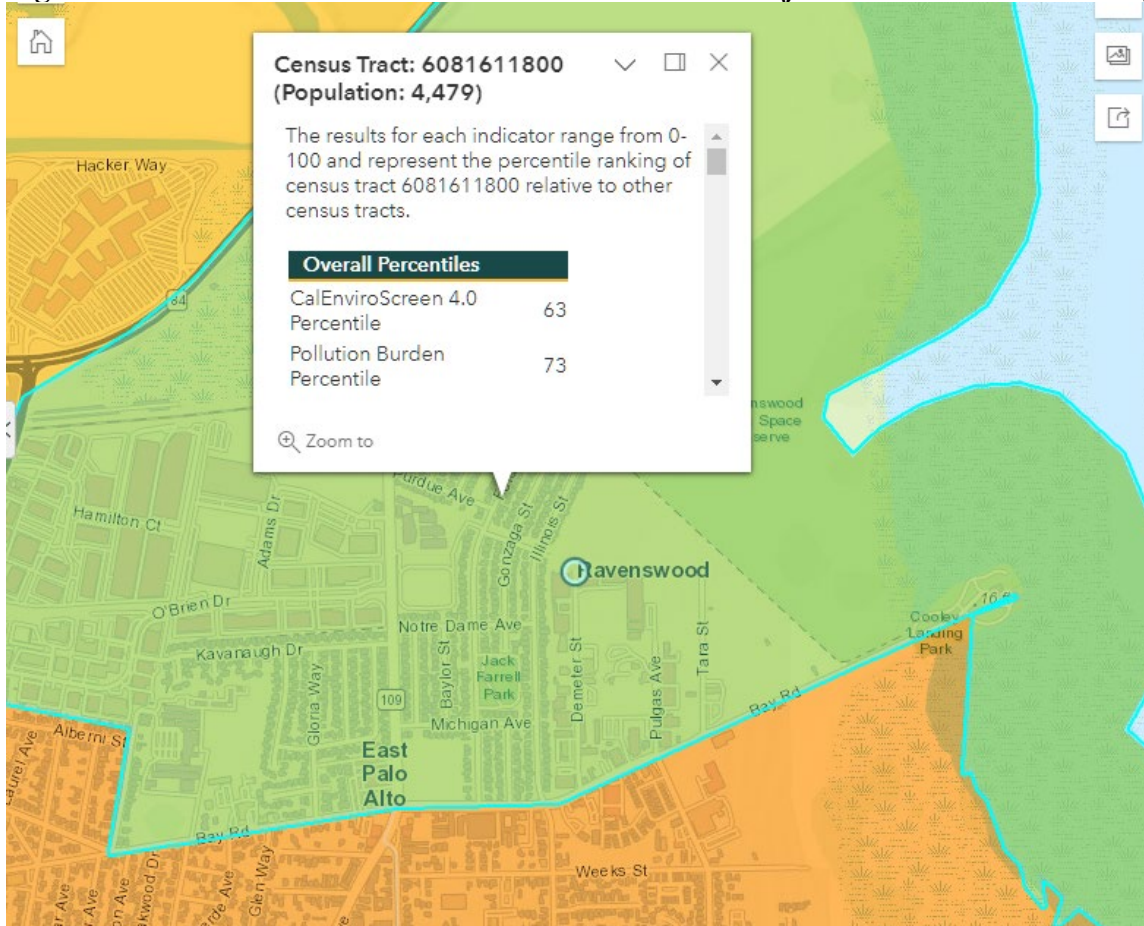 Census Tract: 6081611800
(Population: 4,479)
The results for each indicator range from 0-
100 and represent the percentile ranking of
census tract 6081611800 relative to other
census tracts.
Overall Percentiles
CalEnviroScreen 4.0
Percentile
63
Pollution Burden
Percentile
73
Zoom to
Hacker Way
84
Space
Purdue Ave
Hamilton Ct
Adams Dr
Gonzaga St
Illinois St
Ravenswood
O'Brien Dr
Notre Dame Ave
Kavanaugh Dr
Gloria Way
Baylor St
Jack
Farrell
Park
Demeter St
Pulgas Ave
Tara St
Cooley
Landing
Park
109
Michigan Ave
Bay Rd
Alberni St
Laurel Ave
East
Palo
Alto
Bay Rd
Glen Way
Weeks St